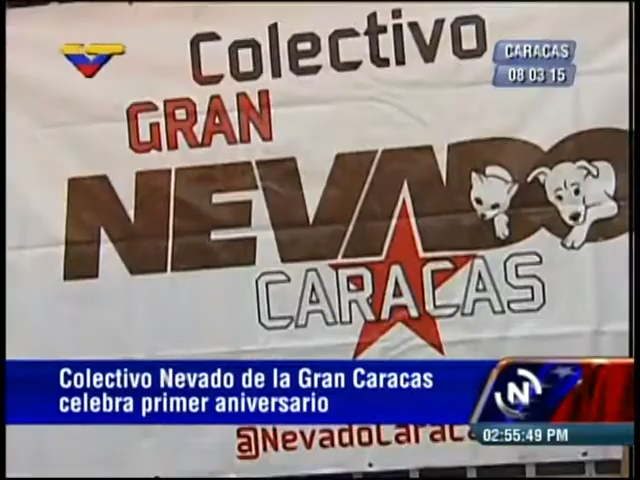 Colectivo
CARACAS
08 03 15
GRAN
NEVADO
CARACAS
Colectivo Nevado de la Gran Caracas
celebra primer aniversario
N
02:55:49 PM